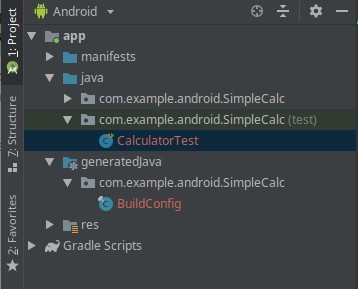 Android
1: Project
7: Structure
2: Favorites
app
manifests
java
com.example.android.SimpleCalc
com.example.android.SimpleCalc (test)
CalculatorTest
generatedJava
com.example.android.SimpleCalc
BuildConfig
res
Gradle Scripts